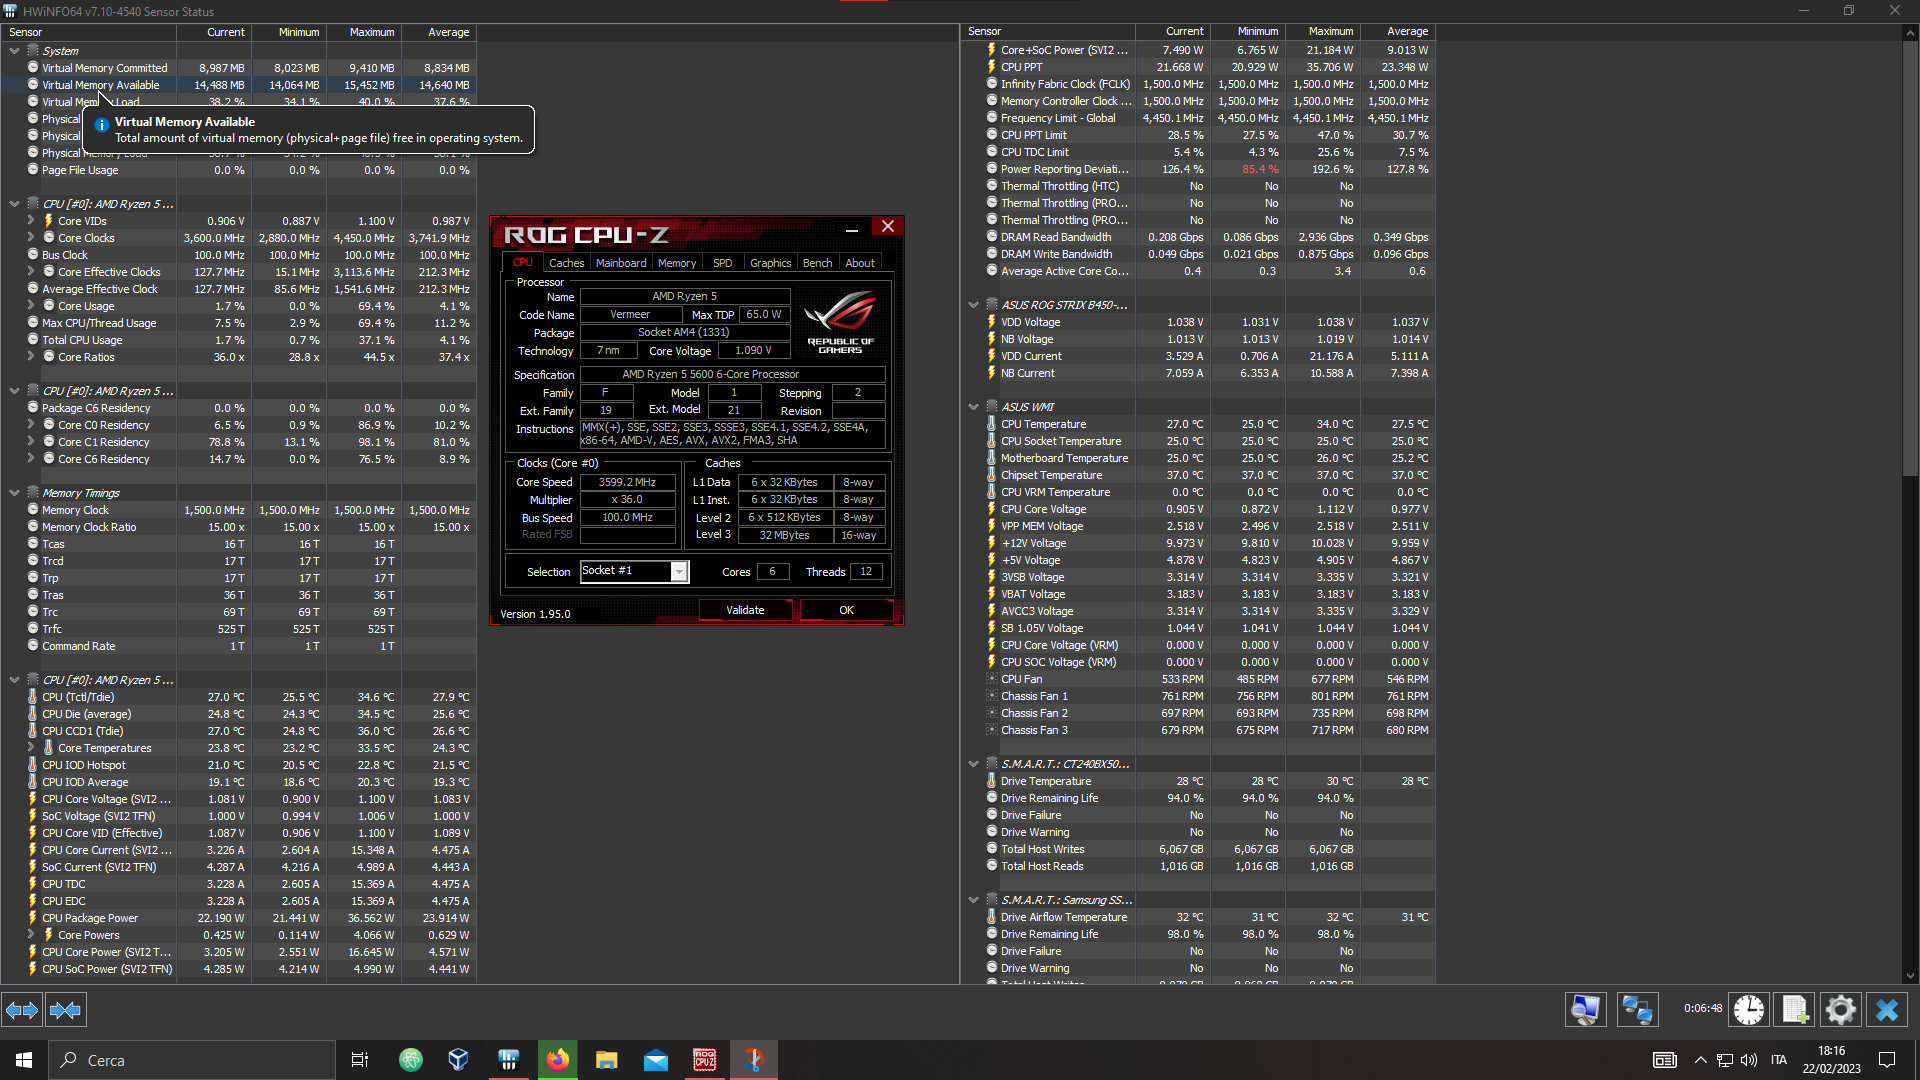 HWiNFO64 v7.10-4540 Sensor Status
Sensor Current Minimum Maximum Average
System
Virtual Memory Committed 8,987 MB 8,023 MB 9,410 MB 8,834 MB
Virtual Memory Available 14,488 MB 14,064 MB 15,452 MB 14,640 MB
Virtual Memory Load 38.2 % 34.1 % 40.0 % 37.6 %
Physical
Physical
Physical Memory Load
Virtual Memory Available
Total amount of virtual memory (physical+page file) free in operating system.
Page File Usage 0.0 % 0.0 % 0.0 % 0.0 %
CPU [#0]: AMD Ryzen 5 ...
Core VIDs 0.906 V 0.887 V 1.100 V 0.987 V
Core Clocks 3,600.0 MHz 2,880.0 MHz 4,450.0 MHz 3,741.9 MHz
Bus Clock 100.0 MHz 100.0 MHz 100.0 MHz 100.0 MHz
Core Effective Clocks 127.7 MHz 15.1 MHz 3,113.6 MHz 212.3 MHz
Average Effective Clock 127.7 MHz 85.6 MHz 1,541.6 MHz 212.3 MHz
Core Usage 1.7 % 0.0 % 69.4 % 4.1 %
Max CPU/Thread Usage 7.5 % 2.9 % 69.4 % 11.2 %
Total CPU Usage 1.7 % 0.7 % 37.1 % 4.1 %
Core Ratios 36.0 x 28.8 x 44.5 x 37.4 x
CPU [#0]: AMD Ryzen 5 ...
Package C6 Residency 0.0 % 0.0 % 0.0 % 0.0 %
Core C0 Residency 6.5 % 0.9 % 86.9 % 10.2 %
Core C1 Residency 78.8 % 13.1 % 98.1 % 81.0 %
Core C6 Residency 14.7 % 0.0 % 76.5 % 8.9 %
Memory Timings
Memory Clock 1,500.0 MHz 1,500.0 MHz 1,500.0 MHz 1,500.0 MHz
Memory Clock Ratio 15.00 x 15.00 x 15.00 x 15.00 x
Tcas 16 T 16 T 16 T
Trcd 17 T 17 T 17 T
Trp 17 T 17 T 17 T
Tras 36 T 36 T 36 T
Trc 69 T 69 T 69 T
Trfc 525 T 525 T 525 T
Command Rate 1 T 1 T 1 T
CPU [#0]: AMD Ryzen 5 ...
CPU (Tctl/Tdie) 27.0 °C 25.5 °C 34.6 °C 27.9 °C
CPU Die (average) 24.8 °C 24.3 °C 34.5 °C 25.6 °C
CPU CCD1 (Tdie) 27.0 °C 24.8 °C 36.0 °C 26.6 °C
Core Temperatures 23.8 °C 23.2 °C 33.5 °C 24.3 °C
CPU IOD Hotspot 21.0 °C 20.5 °C 22.8 °C 21.5 °C
CPU IOD Average 19.1 °C 18.6 °C 20.3 °C 19.3 °C
CPU Core Voltage (SVI2 ... 1.081 V 0.900 V 1.100 V 1.083 V
SoC Voltage (SVI2 TFN) 1.000 V 0.994 V 1.006 V 1.000 V
CPU Core VID (Effective) 1.087 V 0.906 V 1.100 V 1.089 V
CPU Core Current (SVI2 ... 3.226 A 2.604 A 15.348 A 4.475 A
SoC Current (SVI2 TFN) 4.287 A 4.216 A 4.989 A 4.443 A
CPU TDC 3.228 A 2.605 A 15.369 A 4.475 A
CPU EDC 3.228 A 2.605 A 15.369 A 4.475 A
CPU Package Power 22.190 W 21.441 W 36.562 W 23.914 W
Core Powers 0.425 W 0.114 W 4.066 W 0.629 W
CPU Core Power (SVI2 T... 3.205 W 2.551 W 16.645 W 4.571 W
CPU SoC Power (SVI2 TFN) 4.285 W 4.214 W 4.990 W 4.441 W
ROG CPU-Z
CPU Caches Mainboard Memory SPD Graphics Bench About
Processor
Name AMD Ryzen 5
Code Name Vermeer Max TDP 65.0 W
Package Socket AM4 (1331)
Technology 7 nm Core Voltage 1.090 V
REPUBLIC OF
GAMERS
Specification AMD Ryzen 5 5600 6-Core Processor
Family F Model 1 Stepping 2
Ext. Family 19 Ext. Model 21 Revision
Instructions MMX(+), SSE, SSE2, SSE3, SSSE3, SSE4.1, SSE4.2, SSE4A,
x86-64, AMD-V, AES, AVX, AVX2, FMA3, SHA
Clocks (Core #0)
Core Speed 3599.2 MHz
Multiplier x 36.0
Bus Speed 100.0 MHz
Rated FSB
Caches
L1 Data 6 x 32 KBytes 8-way
L1 Inst. 6 x 32 KBytes 8-way
Level 2 6 x 512 KBytes 8-way
Level 3 32 MBytes 16-way
Selection Socket #1 Cores 6 Threads 12
Version 1.95.0 Validate OK
Sensor Current Minimum Maximum Average
Core+SoC Power (SVI2 ... 7.490 W 6.765 W 21.184 W 9.013 W
CPU PPT 21.668 W 20.929 W 35.706 W 23.348 W
Infinity Fabric Clock (FCLK) 1,500.0 MHz 1,500.0 MHz 1,500.0 MHz 1,500.0 MHz
Memory Controller Clock ... 1,500.0 MHz 1,500.0 MHz 1,500.0 MHz 1,500.0 MHz
Frequency Limit - Global 4,450.1 MHz 4,450.0 MHz 4,450.1 MHz 4,450.1 MHz
CPU PPT Limit 28.5 % 27.5 % 47.0 % 30.7 %
CPU TDC Limit 5.4 % 4.3 % 25.6 % 7.5 %
Power Reporting Deviati... 126.4 % 85.4 % 192.6 % 127.8 %
Thermal Throttling (HTC) No No No
Thermal Throttling (PRO... No No No
Thermal Throttling (PRO... No No No
DRAM Read Bandwidth 0.208 Gbps 0.086 Gbps 2.936 Gbps 0.349 Gbps
DRAM Write Bandwidth 0.049 Gbps 0.021 Gbps 0.875 Gbps 0.096 Gbps
Average Active Core Co... 0.4 0.3 3.4 0.6
ASUS ROG STRIX B450-...
VDD Voltage 1.038 V 1.031 V 1.038 V 1.037 V
NB Voltage 1.013 V 1.013 V 1.019 V 1.014 V
VDD Current 3.529 A 0.706 A 21.176 A 5.111 A
NB Current 7.059 A 6.353 A 10.588 A 7.398 A
ASUS WMI
CPU Temperature 27.0 °C 25.0 °C 34.0 °C 27.5 °C
CPU Socket Temperature 25.0 °C 25.0 °C 25.0 °C 25.0 °C
Motherboard Temperature 25.0 °C 25.0 °C 26.0 °C 25.2 °C
Chipset Temperature 37.0 °C 37.0 °C 37.0 °C 37.0 °C
CPU VRM Temperature 0.0 °C 0.0 °C 0.0 °C 0.0 °C
CPU Core Voltage 0.905 V 0.872 V 1.112 V 0.977 V
VPP MEM Voltage 2.518 V 2.496 V 2.518 V 2.511 V
+12V Voltage 9.973 V 9.810 V 10.028 V 9.959 V
+5V Voltage 4.878 V 4.823 V 4.905 V 4.867 V
3VSB Voltage 3.314 V 3.314 V 3.335 V 3.321 V
VBAT Voltage 3.183 V 3.183 V 3.183 V 3.183 V
AVCC3 Voltage 3.314 V 3.314 V 3.335 V 3.329 V
SB 1.05V Voltage 1.044 V 1.041 V 1.044 V 1.044 V
CPU Core Voltage (VRM) 0.000 V 0.000 V 0.000 V 0.000 V
CPU SOC Voltage (VRM) 0.000 V 0.000 V 0.000 V 0.000 V
CPU Fan 533 RPM 485 RPM 677 RPM 546 RPM
Chassis Fan 1 761 RPM 756 RPM 801 RPM 761 RPM
Chassis Fan 2 697 RPM 693 RPM 735 RPM 698 RPM
Chassis Fan 3 679 RPM 675 RPM 717 RPM 680 RPM
S.M.A.R.T.: CT240BX50...
Drive Temperature 28 °C 28 °C 30 °C 28 °C
Drive Remaining Life 94.0 % 94.0 % 94.0 %
Drive Failure No No No
Drive Warning No No No
Total Host Writes 6,067 GB 6,067 GB 6,067 GB
Total Host Reads 1,016 GB 1,016 GB 1,016 GB
S.M.A.R.T.: Samsung SS...
Drive Airflow Temperature 32 °C 31 °C 32 °C 31 °C
Drive Remaining Life 98.0 % 98.0 % 98.0 %
Drive Failure No No No
Drive Warning No No No
0:06:48
Cerca
ROG
CPU-Z
ITA
18:16
22/02/2023